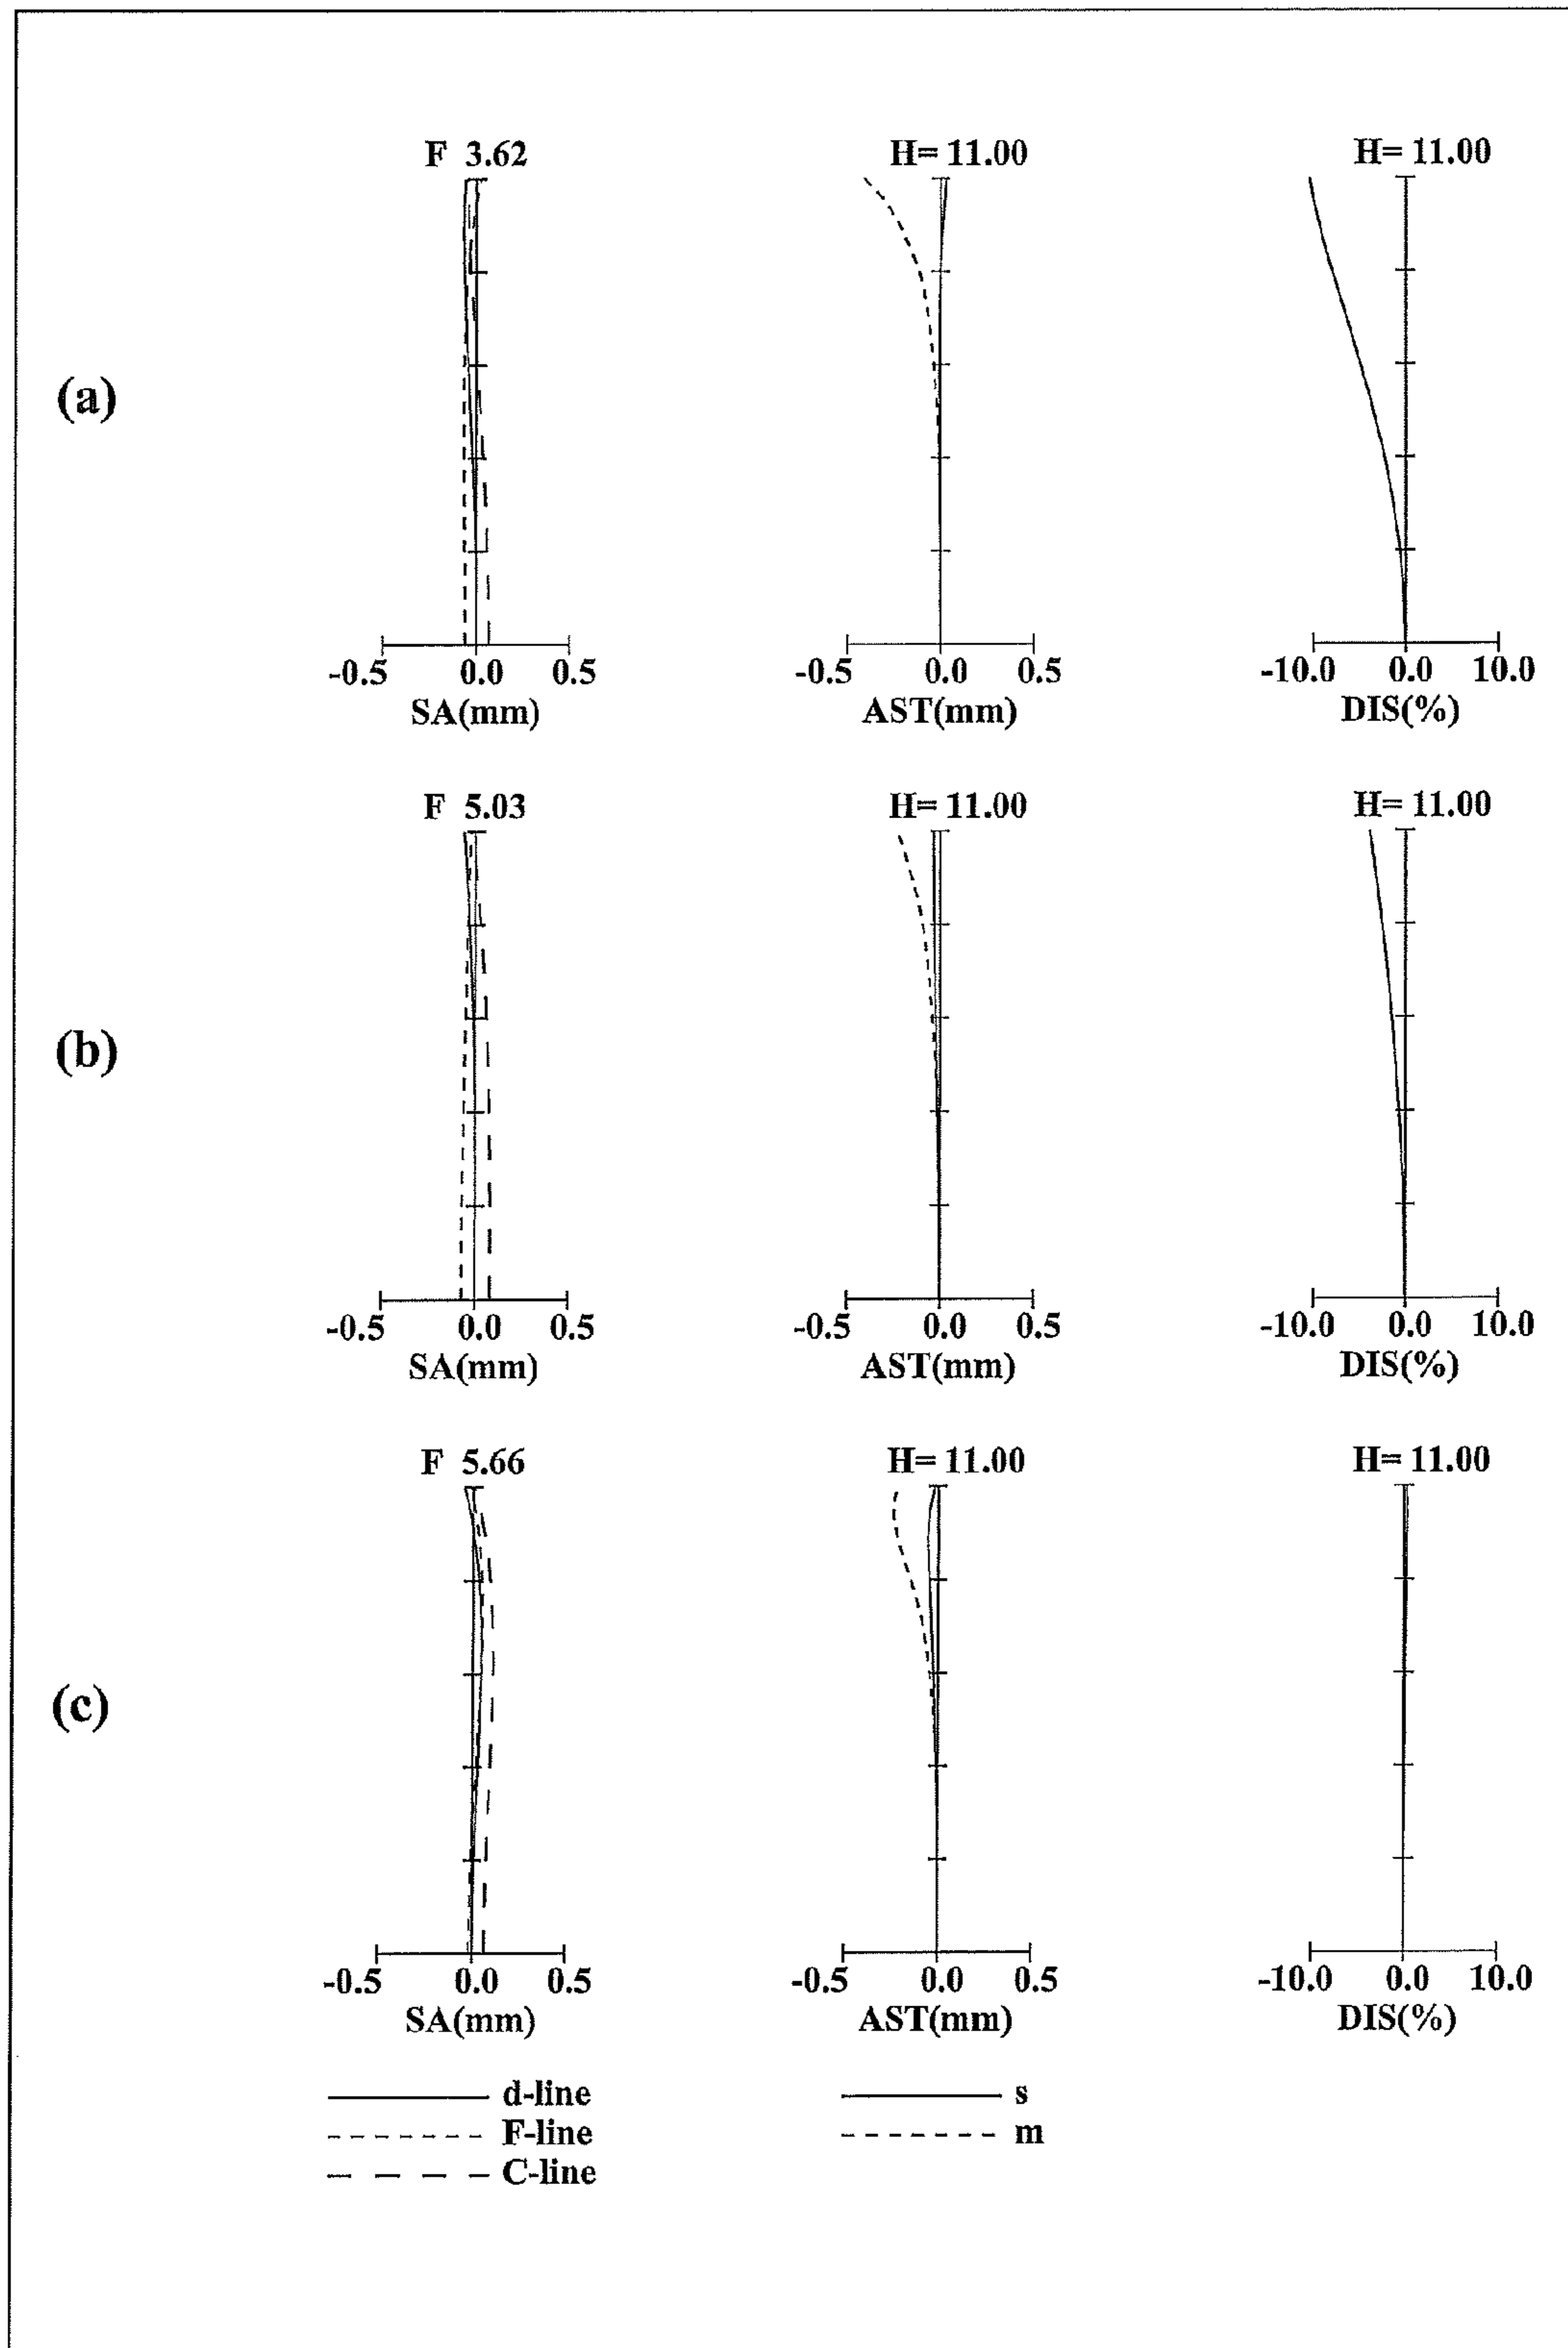 F 3.62
H= 11.00
H= 11.00
(a)
-0.5 0.0 0.5
SA(mm)
-0.5 0.0 0.5
AST(mm)
-10.0 0.0 10.0
DIS(%)
F 5.03
H= 11.00
H= 11.00
(b)
-0.5 0.0 0.5
SA(mm)
-0.5 0.0 0.5
AST(mm)
-10.0 0.0 10.0
DIS(%)
F 5.66
H= 11.00
H= 11.00
(c)
-0.5 0.0 0.5
SA(mm)
-0.5 0.0 0.5
AST(mm)
-10.0 0.0 10.0
DIS(%)
d-line
F-line
C-line
s
m